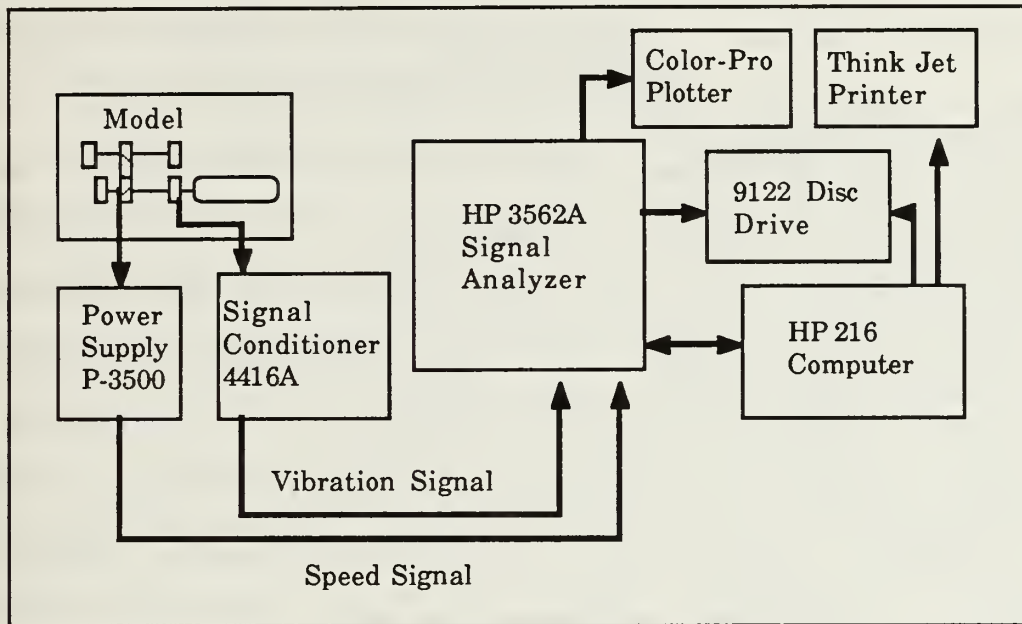 Color-Pro
Plotter
Think Jet
Printer
Model
HP 3562A
Signal
Analyzer
9122 Disc
Drive
Power
Supply
P-3500
Signal
Conditioner
4416A
HP 216
Computer
Vibration Signal
Speed Signal